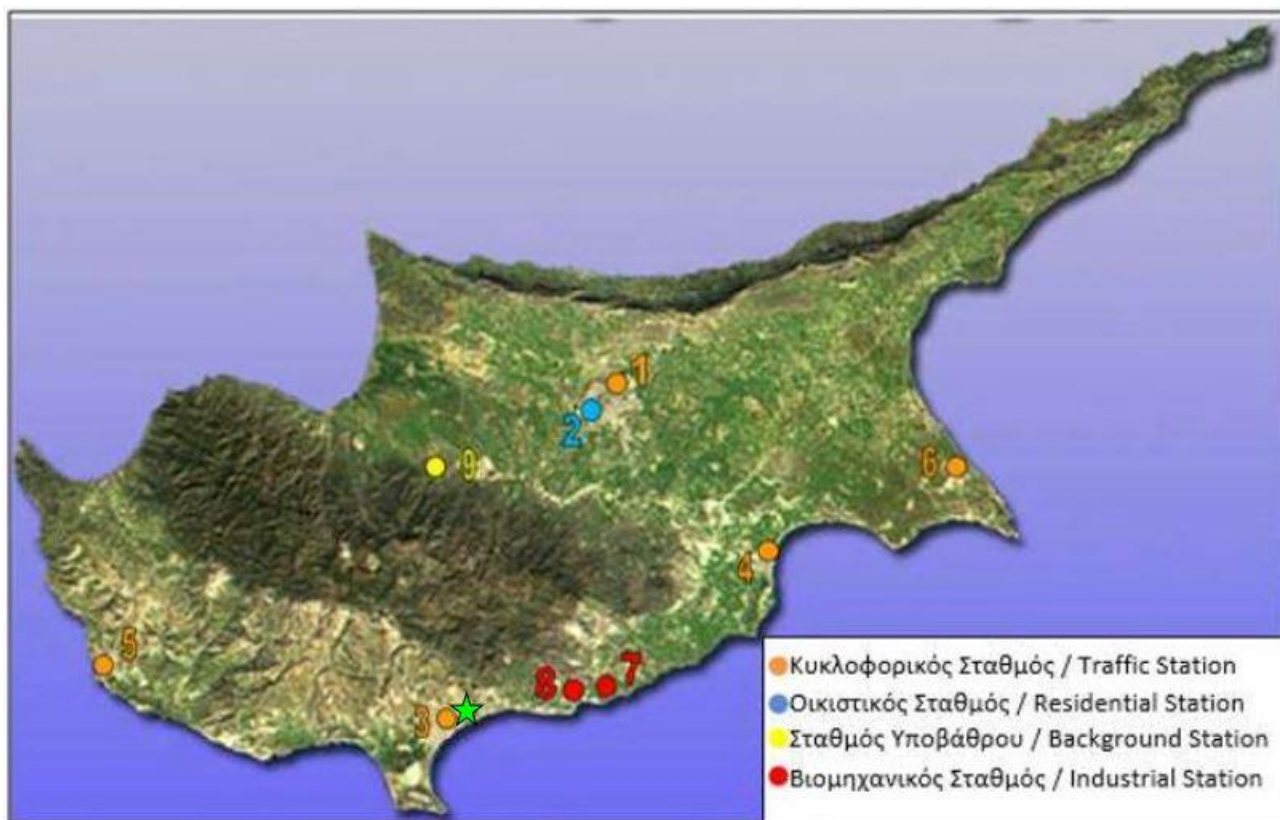 1
2
9
6
4
5
8 7
3
Κυκλοφορικός Σταθμός / Traffic Station
Οικιστικός Σταθμός / Residential Station
Σταθμός Υποβάθρου / Background Station
Βιομηχανικός Σταθμός / Industrial Station